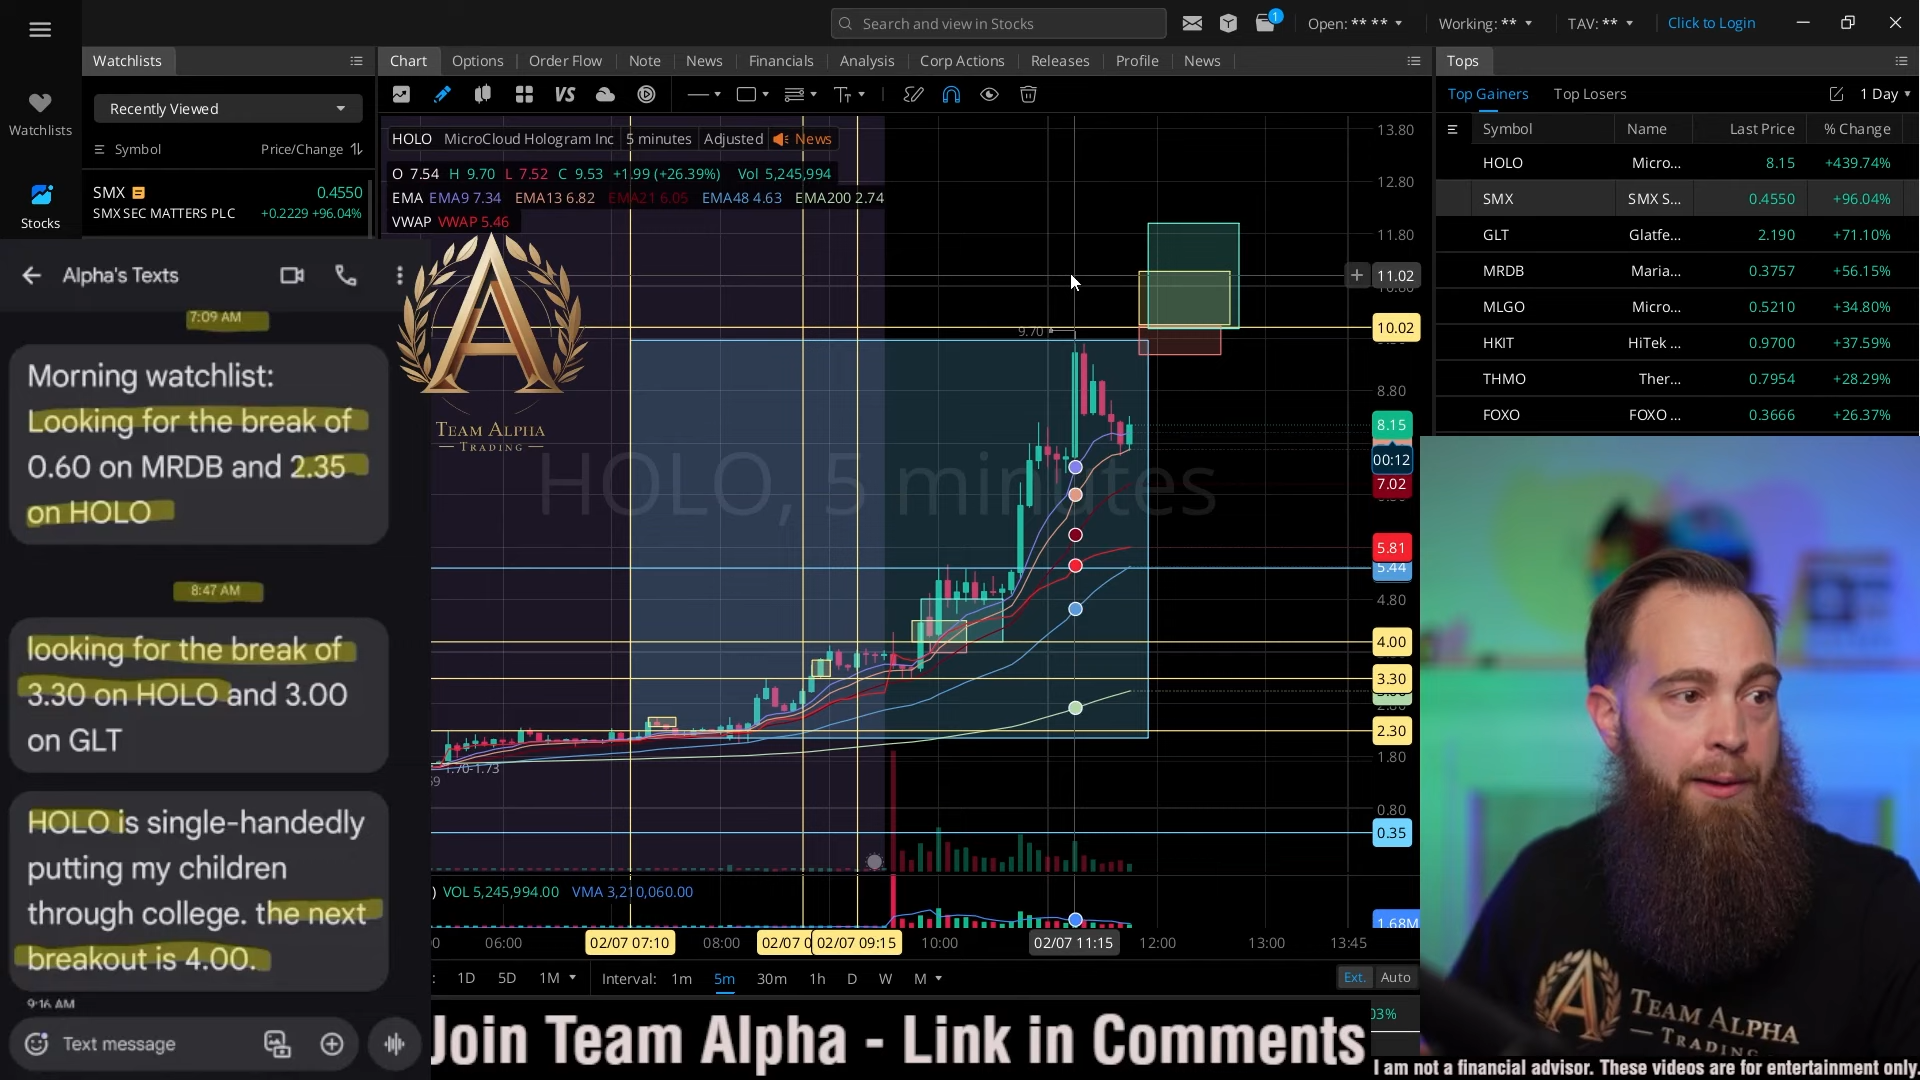 Search and view in Stocks
1
Open: ** **
Working: **
TAV: **
Click to Login
Watchlists
Chart
Options
Order Flow
Note
News
Financials
Analysis
Corp Actions
Releases
Profile
News
Tops
Watchlists
Recently Viewed
VS
Top Gainers
Top Losers
1 Day
Symbol
Price/Change
Symbol
Name
Last Price
% Change
HOLO MicroCloud Hologram Inc 5 minutes Adjusted News
O 7.54 H 9.70 L 7.52 C 9.53 +1.99 (+26.39%) Vol 5,245,994
EMA EMA9 7.34 EMA13 6.82 EMA21 6.05 EMA48 4.63 EMA200 2.74
VWAP VWAP 5.46
Stocks
SMX 0.4550
SMX SEC MATTERS PLC +0.2229 +96.04%
HOLO Micro... 8.15 +439.74%
SMX SMX S... 0.4550 +96.04%
GLT Glatfe... 2.190 +71.10%
MRDB Maria... 0.3757 +56.15%
MLGO Micro... 0.5210 +34.80%
HKIT HiTek ... 0.9700 +37.59%
THMO Ther... 0.7954 +28.29%
FOXO FOXO ... 0.3666 +26.37%
Alpha's Texts
7:09 AM
Morning watchlist:
Looking for the break of
0.60 on MRDB and 2.35
on HOLO
8:47 AM
looking for the break of
3.30 on HOLO and 3.00
on GLT
HOLO is single-handedly
putting my children
through college. the next
breakout is 4.00.
9:16 AM
Text message
TEAM ALPHA
TRADING
HOLO, 5 minutes
9.70
1.70-1.73
13.80
12.80
11.80
11.02
10.02
8.80
8.15
00:12
7.02
5.81
5.44
4.80
4.00
3.30
2.30
1.80
0.80
0.35
VOL 5,245,994.00 VMA 3,210,060.00
1.68M
06:00
02/07 07:10
08:00
02/07 0
02/07 09:15
10:00
02/07 11:15
12:00
13:00
13:45
1D
5D
1M
Interval:
1m
5m
30m
1h
D
W
M
Ext.
Auto
03%
Join Team Alpha - Link in Comments
TEAM ALPHA
TRADING
I am not a financial advisor. These videos are for entertainment only.